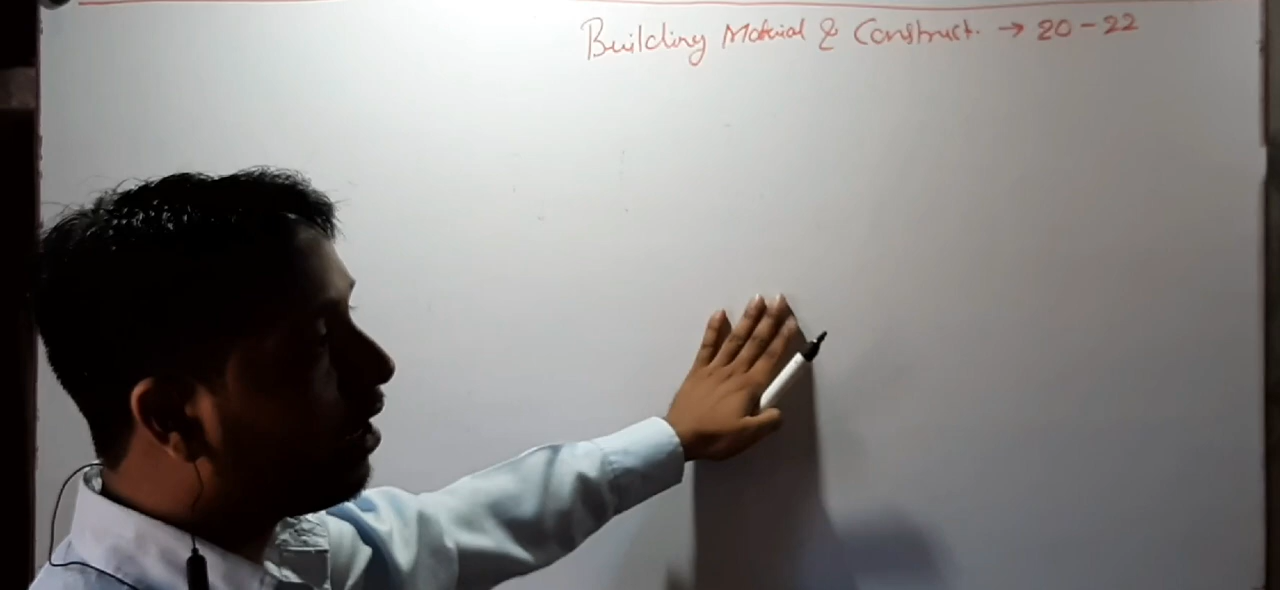 Building Material & Construct. → 20-22